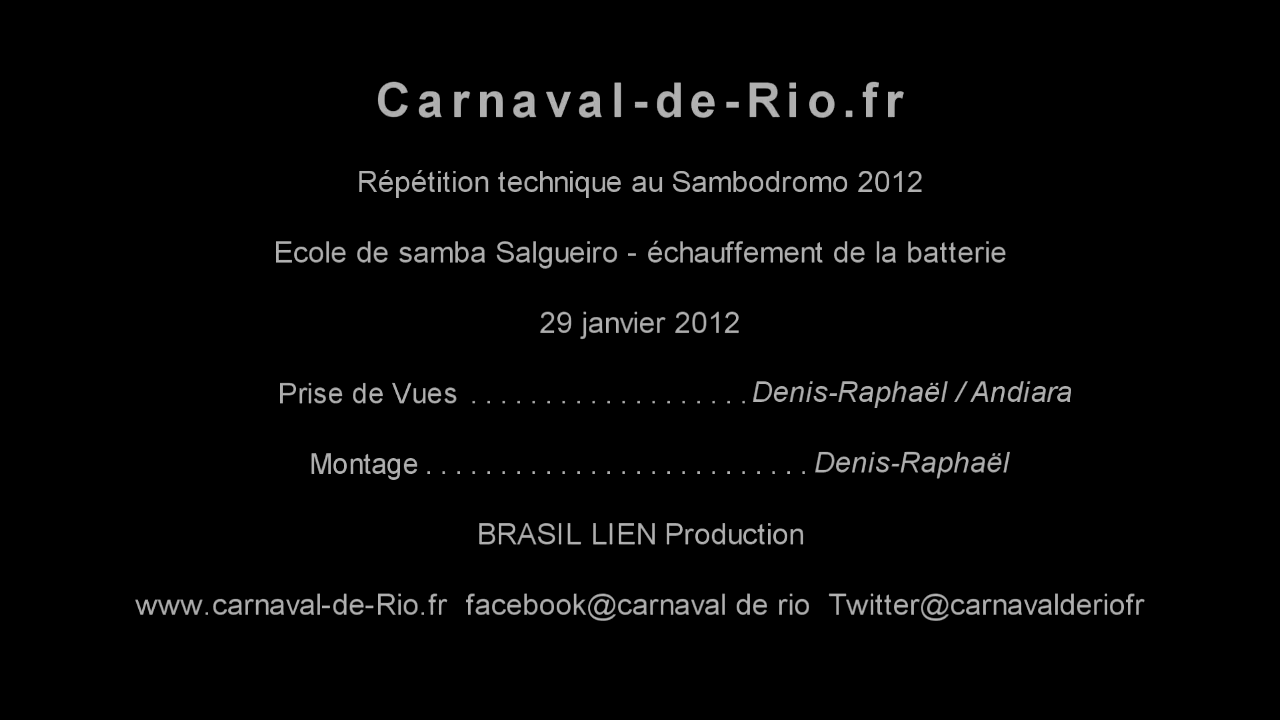 Carnaval-de-Rio.fr
Répétition technique au Sambodromo 2012
Ecole de samba Salgueiro - échauffement de la batterie
29 janvier 2012
Prise de Vues . . . . . . . . . . . . . . . . . . . Denis-Raphaël / Andiara
Montage . . . . . . . . . . . . . . . . . . . . . . . . . . Denis-Raphaël
BRASIL LIEN Production
www.carnaval-de-Rio.fr facebook@carnaval de rio Twitter@carnavalderiofr